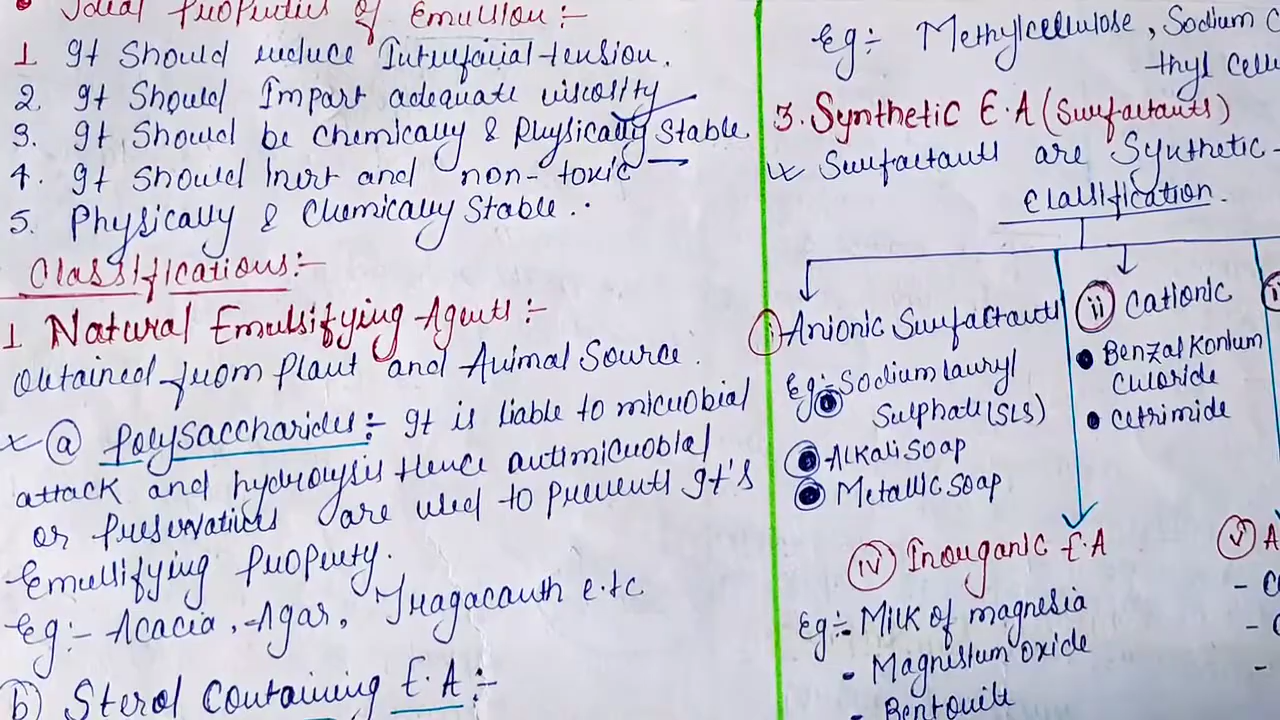 Ideal Properties of Emulsion:-
1 It Should reduce Interfacial tension.
2. It Should Impart adequate viscosity
3. It Should be Chemically & Physically Stable
4. It Should Inert and non-toxic
5. Physically & Chemically Stable.
Classifications:-
1 Natural Emulsifying Agents:-
Obtained from Plant and Animal Source.
(a) Polysaccharides:- It is liable to microbial
attack and hydrolysis Hence antimicrobial
or Preservatives are used to prevents It's
Emulsifying Property.
Eg:- Acacia, Agar, Tragacanth e.tc
(b) Sterol Containing E.A:-
Eg:- Methylcellulose, Sodium C
thyl Cellu
3. Synthetic E.A (Surfactants)
Surfactants are Synthetic-
Classification.
(i) Anionic Surfactants
Eg:- Sodium lauryl
Sulphate (SLS)
Alkali Soap
Metallic Soap
(ii) Cationic
• Benzalkonium
Chloride
• Cetrimide
(iv) Inorganic E.A
Eg:- Milk of magnesia
- Magnesium oxide
- Bentonite
(v) A